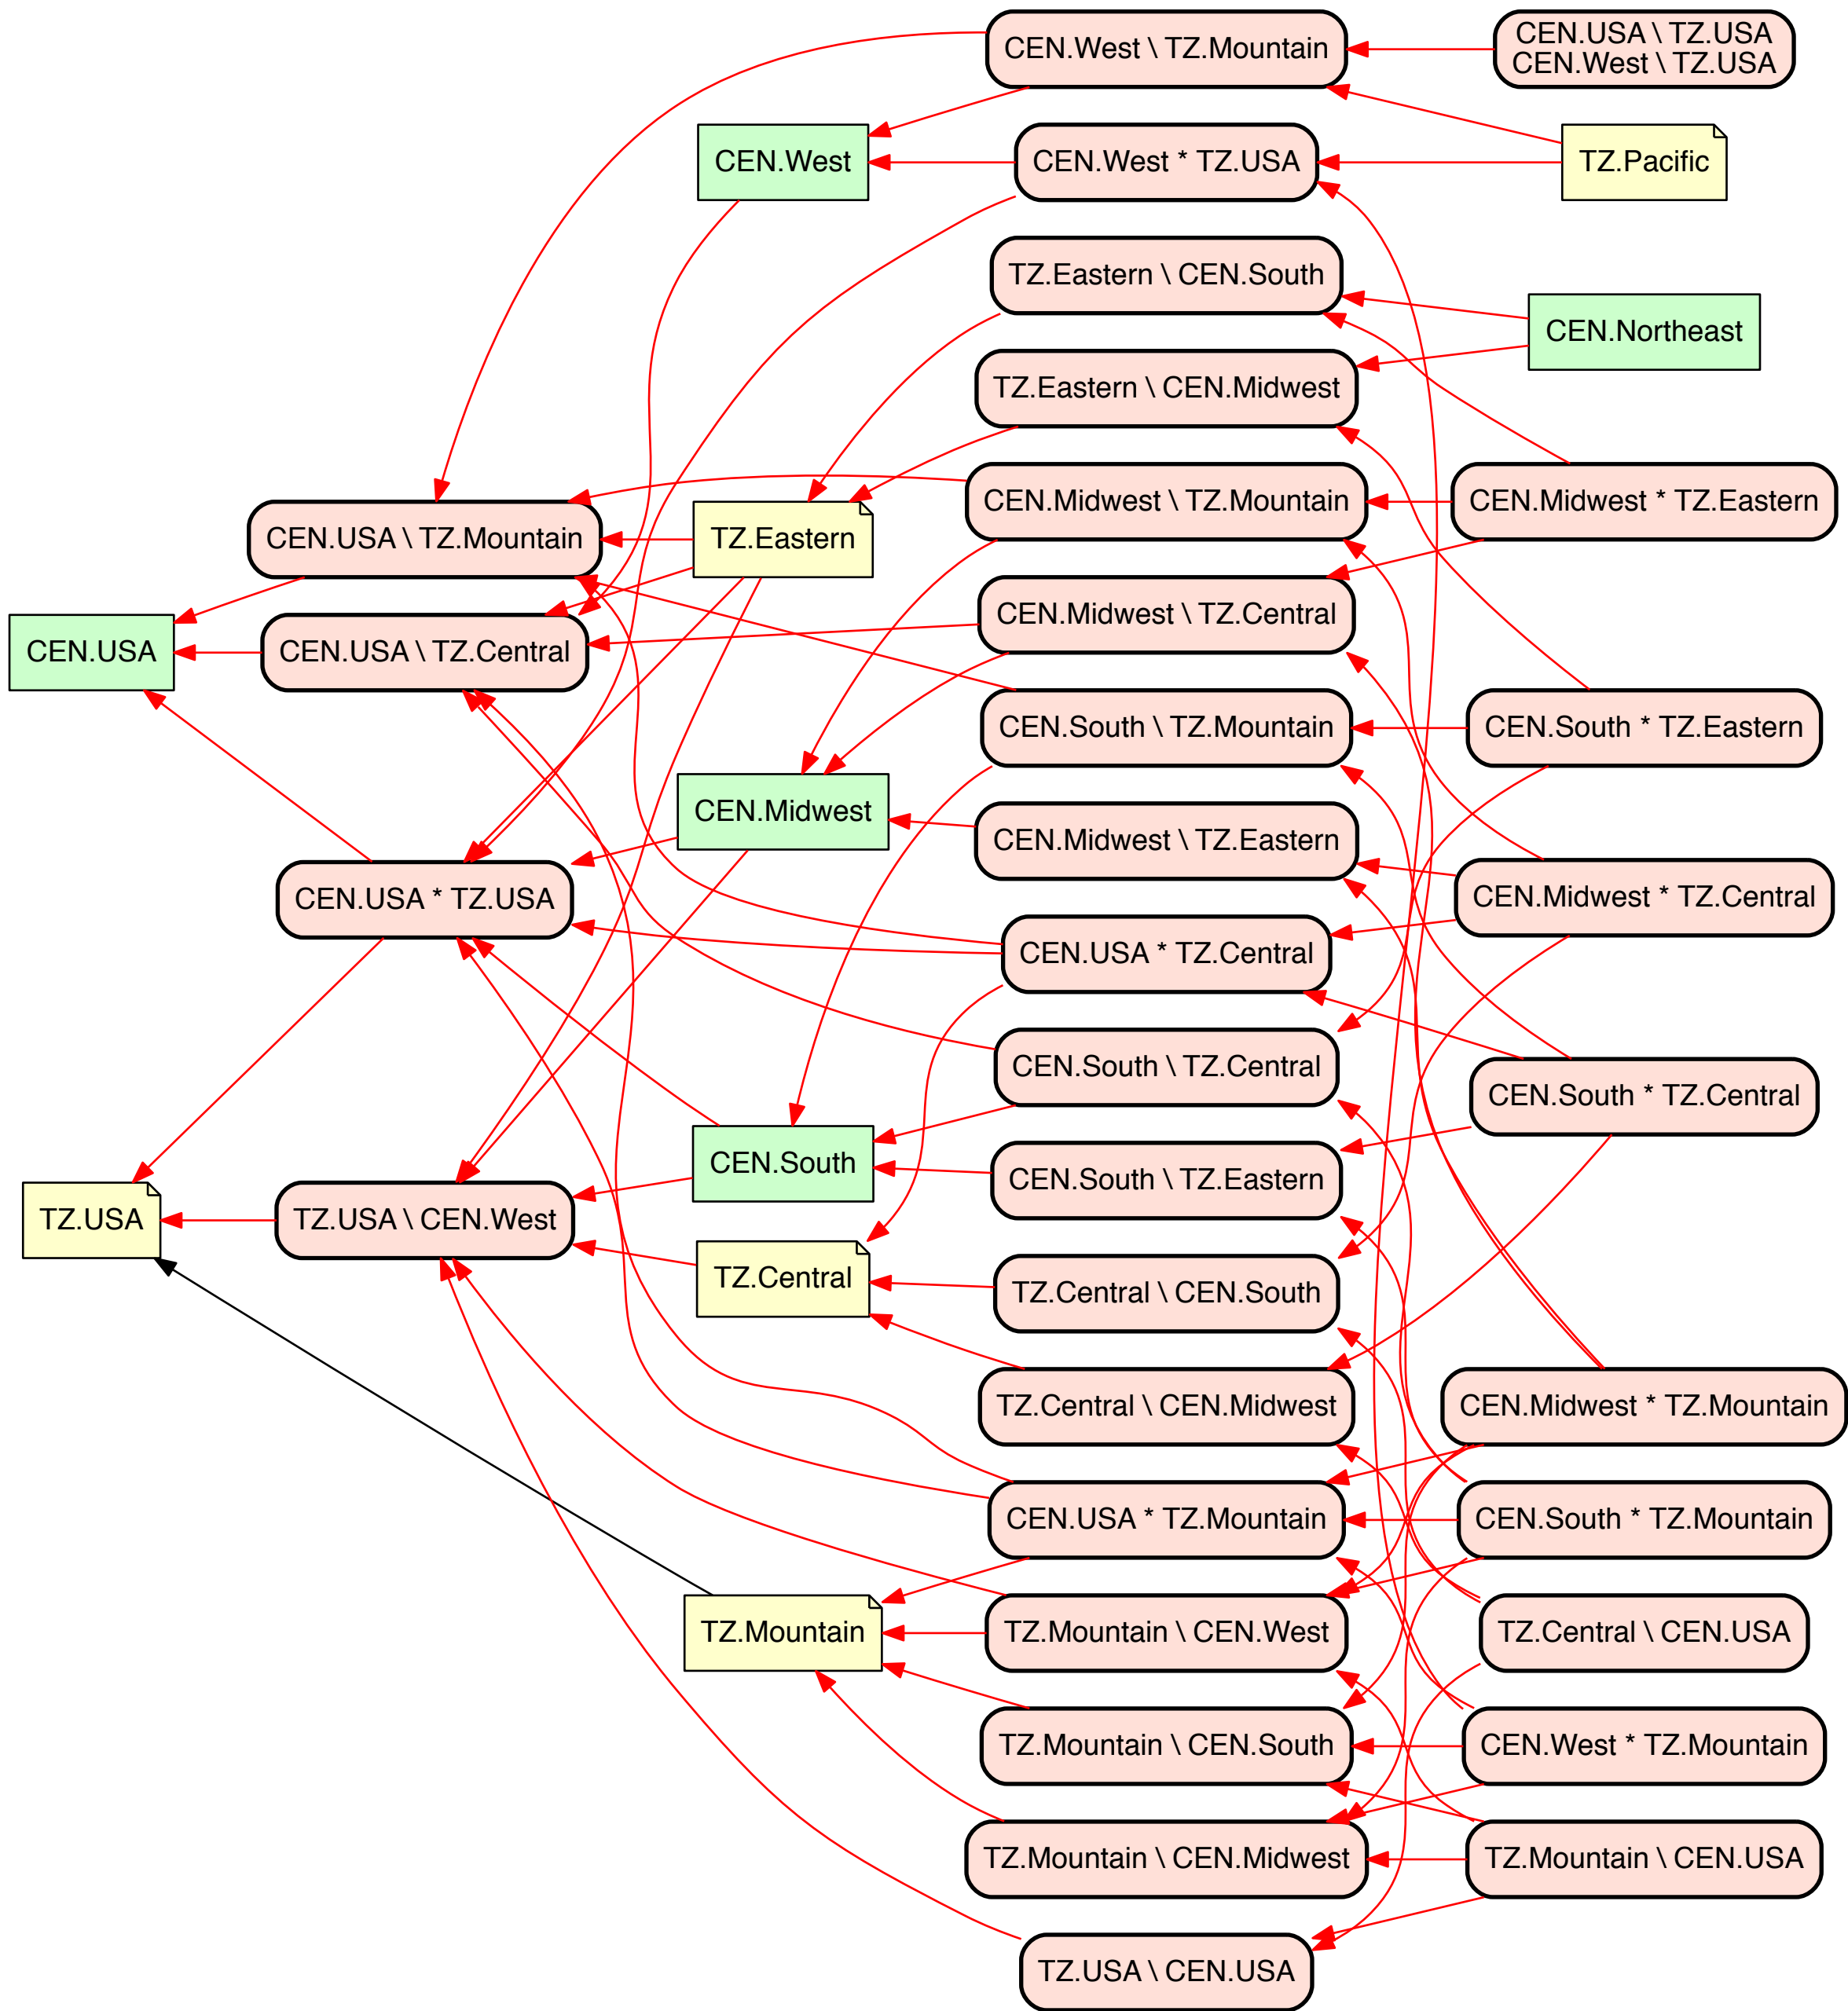 CEN.West \ TZ.Mountain
CEN.USA \ TZ.USA
CEN.West \ TZ.USA
CEN.West
CEN.West * TZ.USA
TZ.Pacific
TZ.Eastern \ CEN.South
CEN.Northeast
TZ.Eastern \ CEN.Midwest
CEN.Midwest \ TZ.Mountain
CEN.Midwest * TZ.Eastern
CEN.USA \ TZ.Mountain
TZ.Eastern
CEN.Midwest \ TZ.Central
CEN.USA
CEN.USA \ TZ.Central
CEN.South \ TZ.Mountain
CEN.South * TZ.Eastern
CEN.Midwest
CEN.Midwest \ TZ.Eastern
CEN.USA * TZ.USA
CEN.Midwest * TZ.Central
CEN.USA * TZ.Central
CEN.South \ TZ.Central
CEN.South * TZ.Central
CEN.South
CEN.South \ TZ.Eastern
TZ.USA
TZ.USA \ CEN.West
TZ.Central
TZ.Central \ CEN.South
TZ.Central \ CEN.Midwest
CEN.Midwest * TZ.Mountain
CEN.USA * TZ.Mountain
CEN.South * TZ.Mountain
TZ.Mountain
TZ.Mountain \ CEN.West
TZ.Central \ CEN.USA
TZ.Mountain \ CEN.South
CEN.West * TZ.Mountain
TZ.Mountain \ CEN.Midwest
TZ.Mountain \ CEN.USA
TZ.USA \ CEN.USA